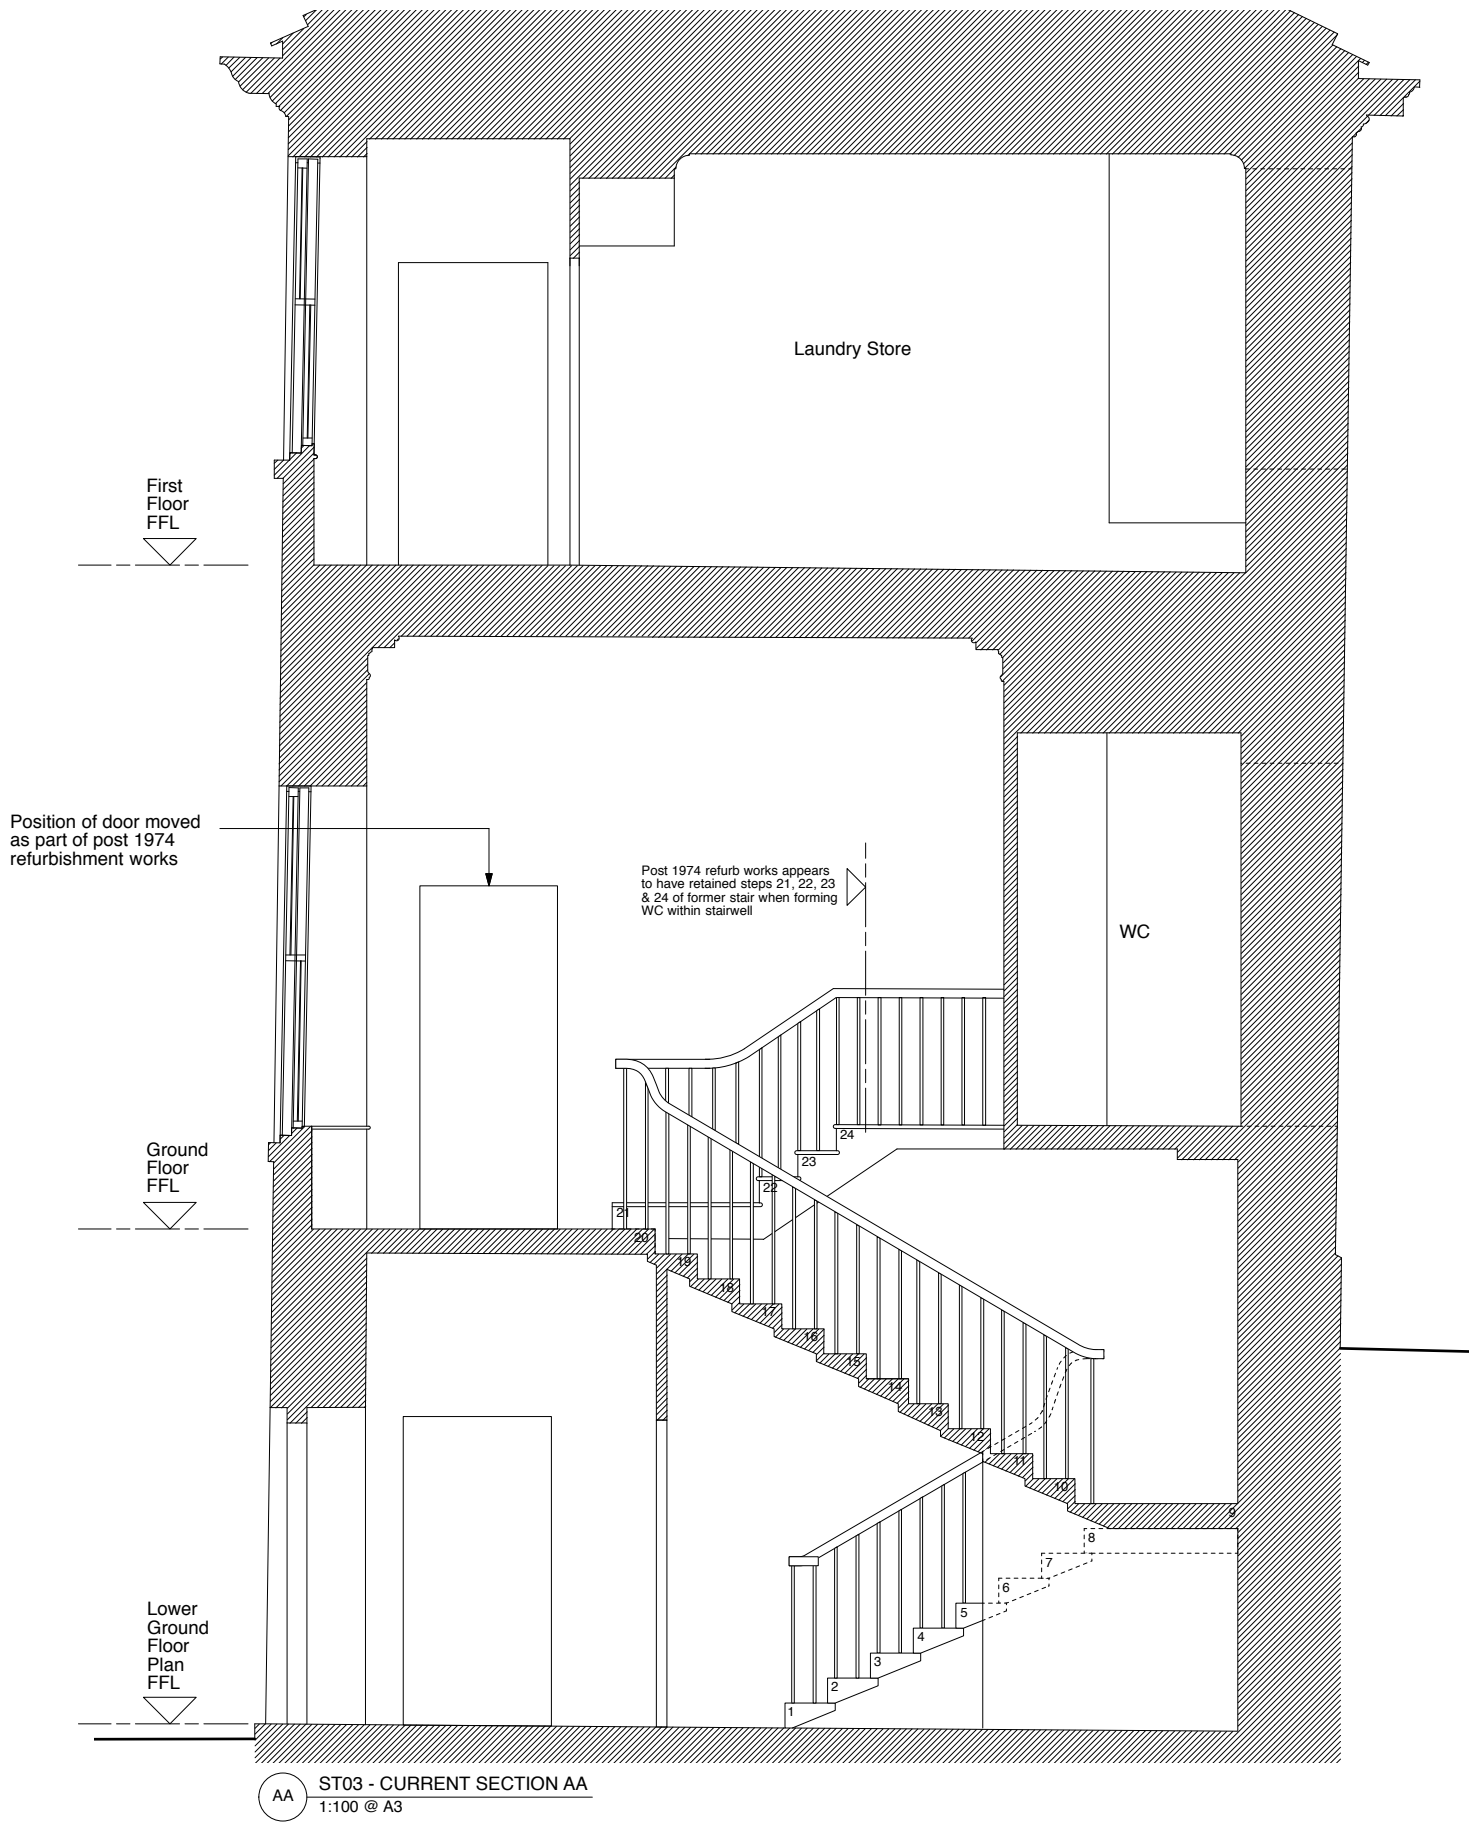 Laundry Store
First
Floor
FFL
Position of door moved
as part of post 1974
refurbishment works
Post 1974 refurb works appears
to have retained steps 21, 22, 23
& 24 of former stair when forming
WC within stairwell
WC
Ground
Floor
FFL
24
23
22
21
20
19
18
17
16
15
14
13
12
11
10
9
8
7
6
5
4
3
2
1
Lower
Ground
Floor
Plan
FFL
AA
ST03 - CURRENT SECTION AA
1:100 @ A3